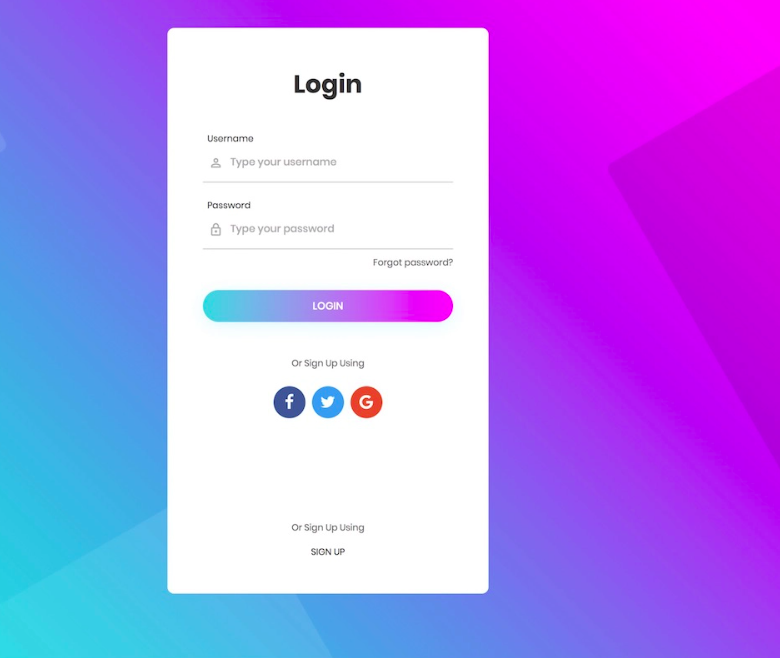 Login
Username
Type your username
Password
Type your password
Forgot password?
LOGIN
Or Sign Up Using
f G
Or Sign Up Using
SIGN UP